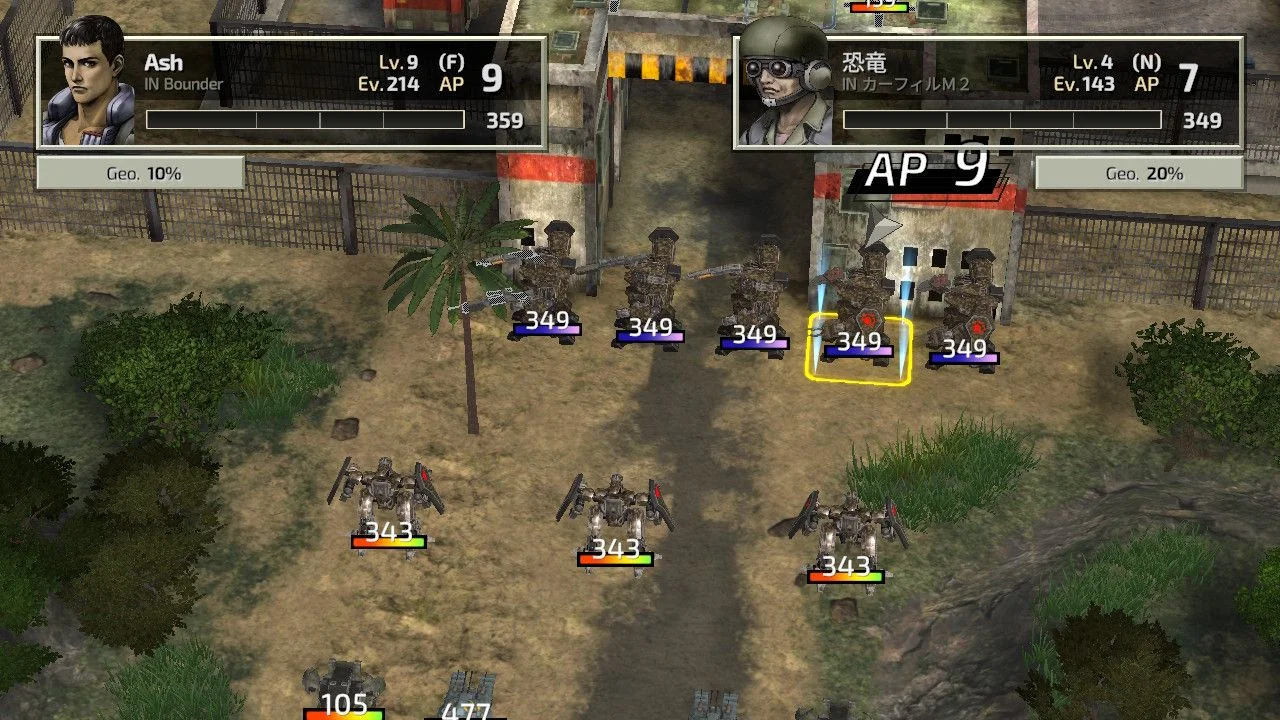 159
Ash
Lv.9 (F)
IN Bounder
Ev.214 AP 9
359
Geo. 10%
恐竜
Lv.4 (N)
IN カーフィルM2
Ev.143 AP 7
349
Geo. 20%
AP 9
349
349
349
349
349
343
343
343
105
477